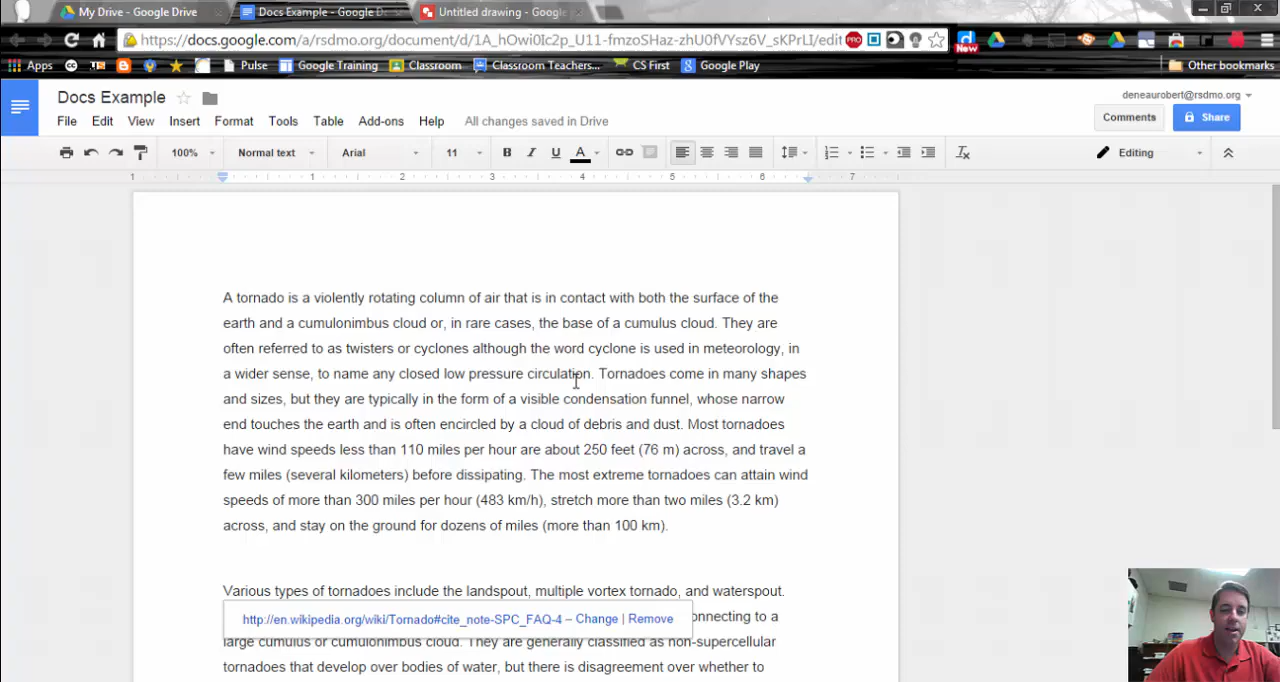 My Drive - Google Drive
Docs Example - Google D
Untitled drawing - Google
https://docs.google.com/a/rsdmo.org/document/d/1A_hOwi0Ic2p_U11-fmzoSHaz-zhU0fVYsz6V_sKPrLI/edit
PRO
New
Apps
Pulse
Google Training
Classroom
Classroom Teachers...
CS First
Google Play
Other bookmarks
Docs Example
deneaurobert@rsdmo.org
Comments
Share
File Edit View Insert Format Tools Table Add-ons Help All changes saved in Drive
100% Normal text Arial 11 B I U A Editing
1 1 2 3 4 5 6 7
A tornado is a violently rotating column of air that is in contact with both the surface of the
earth and a cumulonimbus cloud or, in rare cases, the base of a cumulus cloud. They are
often referred to as twisters or cyclones although the word cyclone is used in meteorology, in
a wider sense, to name any closed low pressure circulation. Tornadoes come in many shapes
and sizes, but they are typically in the form of a visible condensation funnel, whose narrow
end touches the earth and is often encircled by a cloud of debris and dust. Most tornadoes
have wind speeds less than 110 miles per hour are about 250 feet (76 m) across, and travel a
few miles (several kilometers) before dissipating. The most extreme tornadoes can attain wind
speeds of more than 300 miles per hour (483 km/h), stretch more than two miles (3.2 km)
across, and stay on the ground for dozens of miles (more than 100 km).
Various types of tornadoes include the landspout, multiple vortex tornado, and waterspout.
http://en.wikipedia.org/wiki/Tornado#cite_note-SPC_FAQ-4 – Change | Remove
onnecting to a
large cumulus or cumulonimbus cloud. They are generally classified as non-supercellular
tornadoes that develop over bodies of water, but there is disagreement over whether to